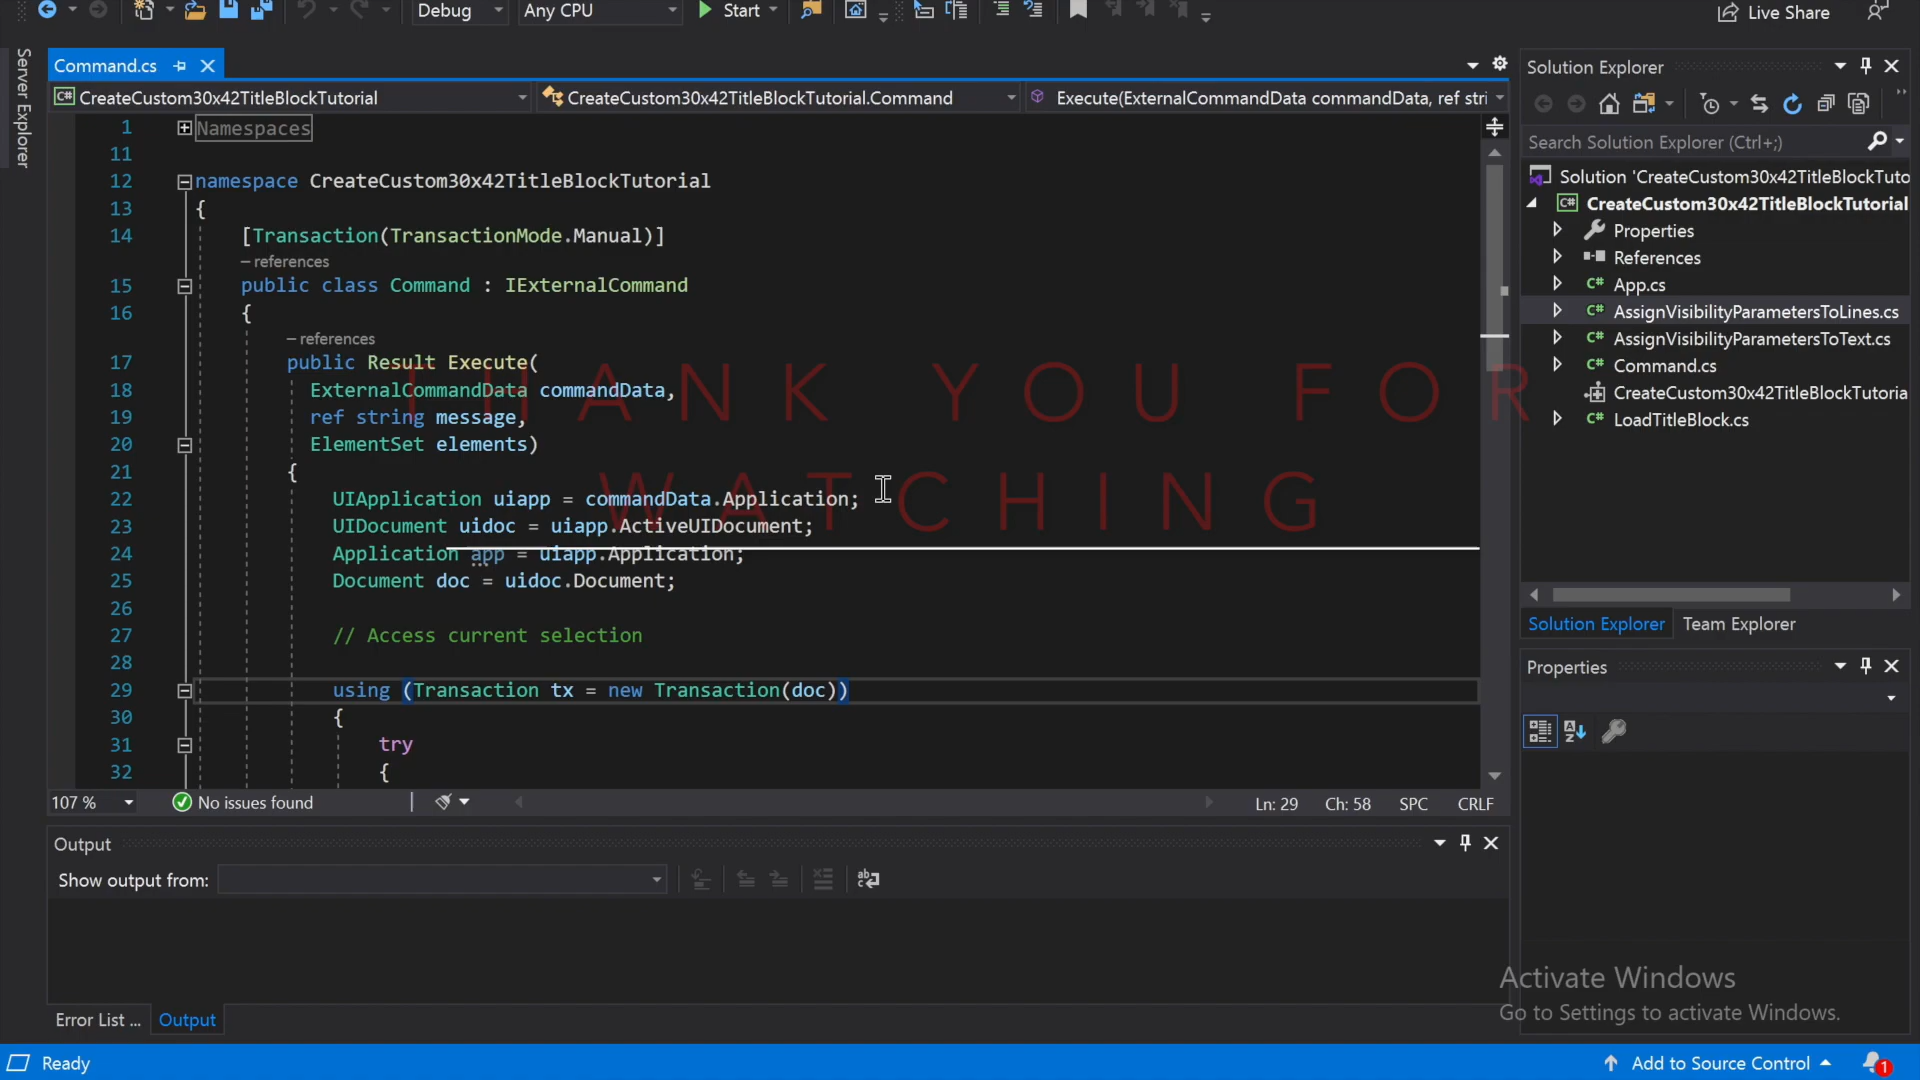 Debug
Any CPU
Start
Live Share
Server Explorer
Command.cs
CreateCustom30x42TitleBlockTutorial
CreateCustom30x42TitleBlockTutorial.Command
Execute(ExternalCommandData commandData, ref stri
1 Namespaces
11
12 namespace CreateCustom30x42TitleBlockTutorial
13 {
14 [Transaction(TransactionMode.Manual)]
– references
15 public class Command : IExternalCommand
16 {
– references
17 public Result Execute(
18 ExternalCommandData commandData,
19 ref string message,
20 ElementSet elements)
21 {
22 UIApplication uiapp = commandData.Application;
23 UIDocument uidoc = uiapp.ActiveUIDocument;
24 Application app = uiapp.Application;
25 Document doc = uidoc.Document;
26
27 // Access current selection
28
29 using (Transaction tx = new Transaction(doc))
30 {
31 try
32 {
THANK YOU FOR
WATCHING
107 %
No issues found
Ln: 29 Ch: 58 SPC CRLF
Output
Show output from:
Error List ...
Output
Solution Explorer
Search Solution Explorer (Ctrl+;)
Solution 'CreateCustom30x42TitleBlockTuto
C# CreateCustom30x42TitleBlockTutorial
Properties
References
C# App.cs
C# AssignVisibilityParametersToLines.cs
C# AssignVisibilityParametersToText.cs
C# Command.cs
CreateCustom30x42TitleBlockTutoria
C# LoadTitleBlock.cs
Solution Explorer
Team Explorer
Properties
Activate Windows
Go to Settings to activate Windows.
Ready
Add to Source Control
1